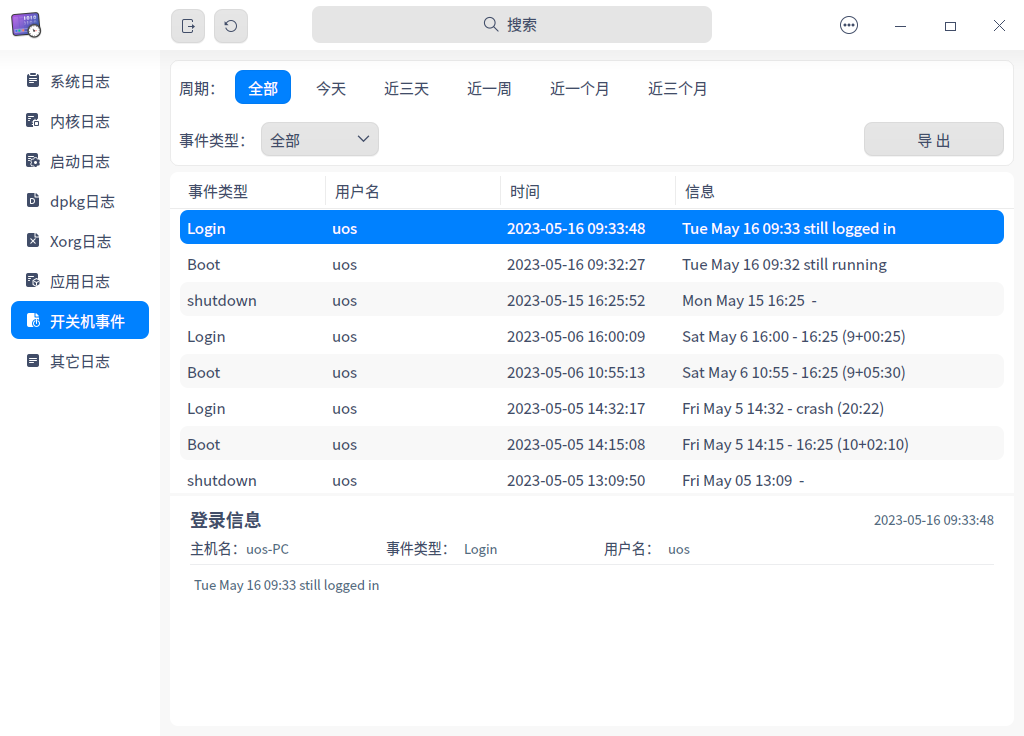 搜索
系统日志
内核日志
启动日志
dpkg日志
Xorg日志
应用日志
开关机事件
其它日志
周期： 全部 今天 近三天 近一周 近一个月 近三个月
事件类型： 全部 导出
事件类型 用户名 时间 信息
Login uos 2023-05-16 09:33:48 Tue May 16 09:33 still logged in
Boot uos 2023-05-16 09:32:27 Tue May 16 09:32 still running
shutdown uos 2023-05-15 16:25:52 Mon May 15 16:25 -
Login uos 2023-05-06 16:00:09 Sat May 6 16:00 - 16:25 (9+00:25)
Boot uos 2023-05-06 10:55:13 Sat May 6 10:55 - 16:25 (9+05:30)
Login uos 2023-05-05 14:32:17 Fri May 5 14:32 - crash (20:22)
Boot uos 2023-05-05 14:15:08 Fri May 5 14:15 - 16:25 (10+02:10)
shutdown uos 2023-05-05 13:09:50 Fri May 05 13:09 -
登录信息 2023-05-16 09:33:48
主机名： uos-PC 事件类型： Login 用户名： uos
Tue May 16 09:33 still logged in